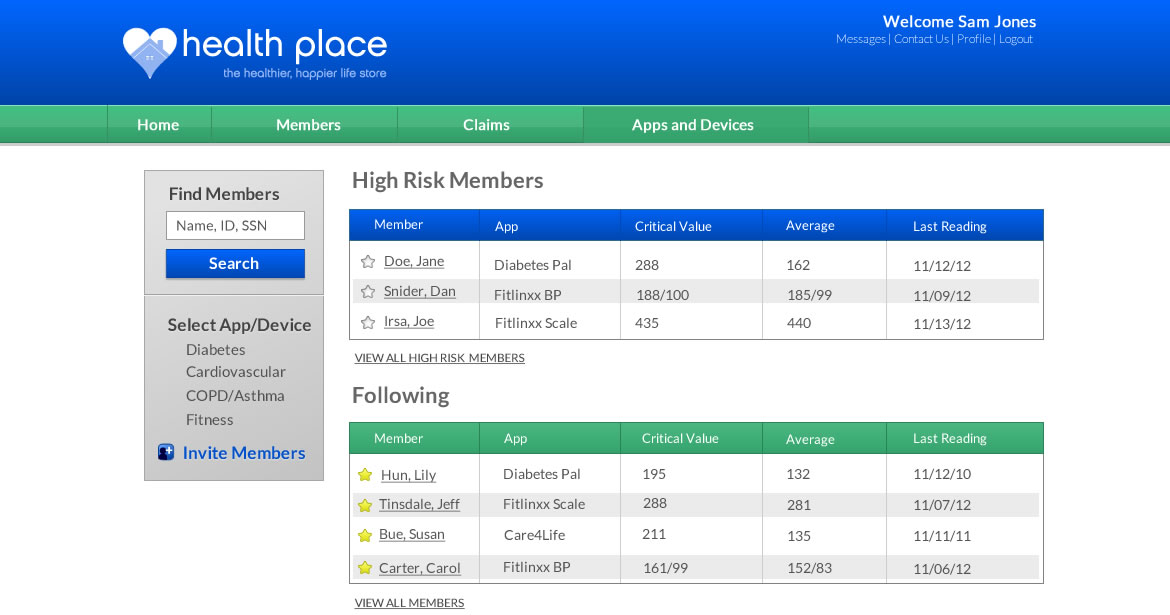 health place
the healthier, happier life store
Welcome Sam Jones
Messages | Contact Us | Profile | Logout
Home Members Claims Apps and Devices
Find Members
Name, ID, SSN
Search
Select App/Device
Diabetes
Cardiovascular
COPD/Asthma
Fitness
Invite Members
High Risk Members
Member App Critical Value Average Last Reading
Doe, Jane Diabetes Pal 288 162 11/12/12
Snider, Dan Fitlinxx BP 188/100 185/99 11/09/12
Irsa, Joe Fitlinxx Scale 435 440 11/13/12
VIEW ALL HIGH RISK MEMBERS
Following
Member App Critical Value Average Last Reading
Hun, Lily Diabetes Pal 195 132 11/12/10
Tinsdale, Jeff Fitlinxx Scale 288 281 11/07/12
Bue, Susan Care4Life 211 135 11/11/11
Carter, Carol Fitlinxx BP 161/99 152/83 11/06/12
VIEW ALL MEMBERS